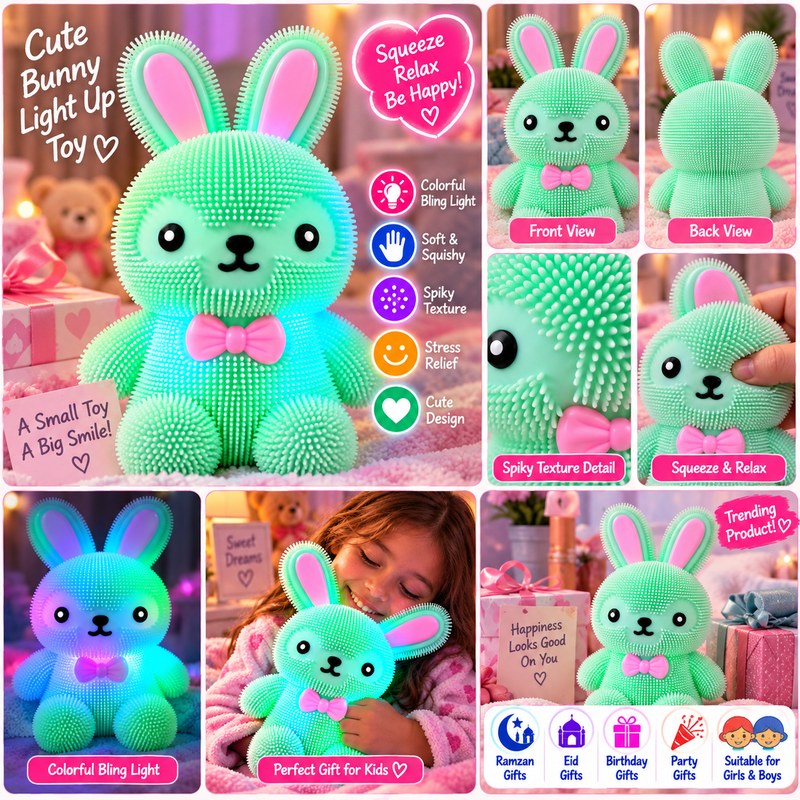 Cute
Bunny
Light Up
Toy ♡
Squeeze
Relax
Be Happy!
♡
Colorful
Bling Light
Soft &
Squishy
Spiky
Texture
Stress
Relief
Cute
Design
A Small Toy
A Big Smile!
♡
Front View
Back View
Spiky Texture Detail
Squeeze & Relax
Colorful Bling Light
Sweet
Dreams
♡
Perfect Gift for Kids ♡
Trending
Product! ♡
Happiness
Looks Good
On You
♡
Ramzan
Gifts
Eid
Gifts
Birthday
Gifts
Party
Gifts
Suitable for
Girls & Boys